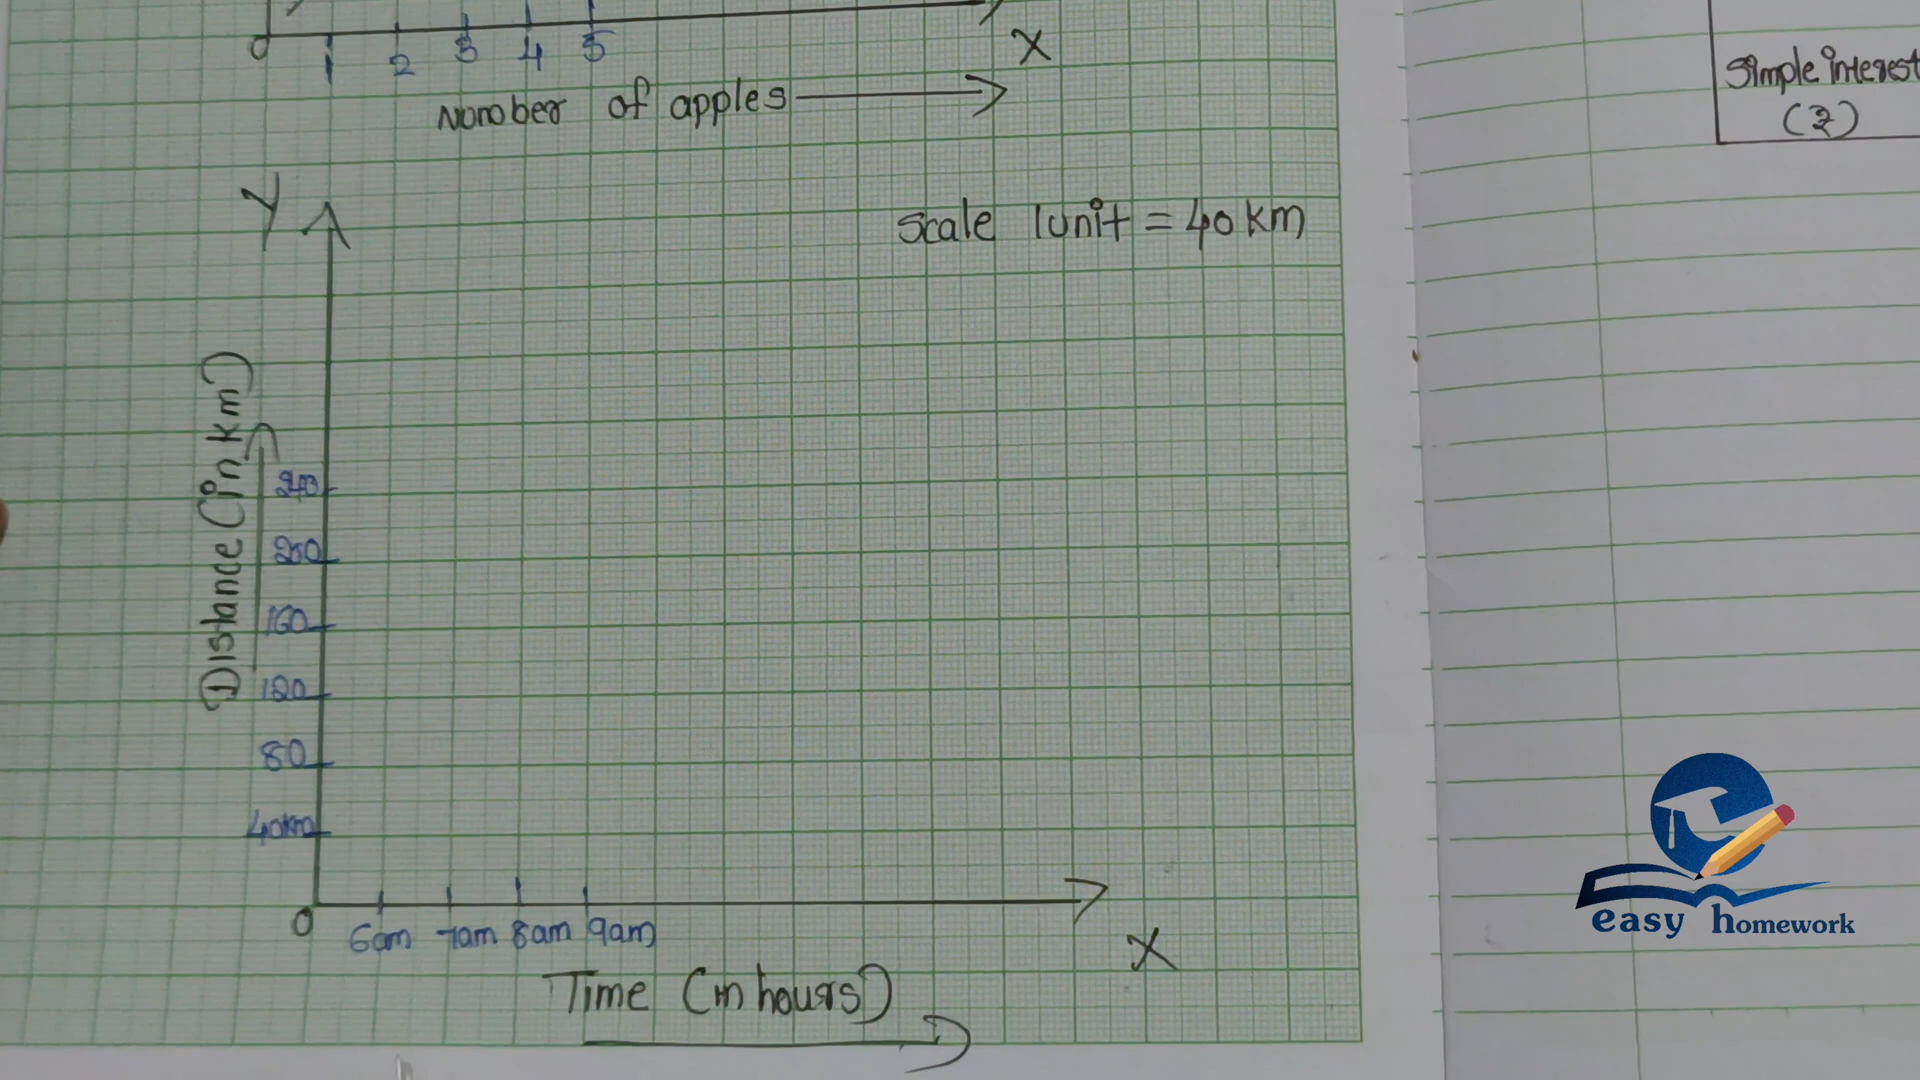 0 1 2 3 4 5
X
Number of apples
Simple interest
(₹)
Y
Scale 1unit = 40 km
Distance (in km)
240
200
160
120
80
40km
0
6am 7am 8am 9am
X
Time (in hours)
easy homework